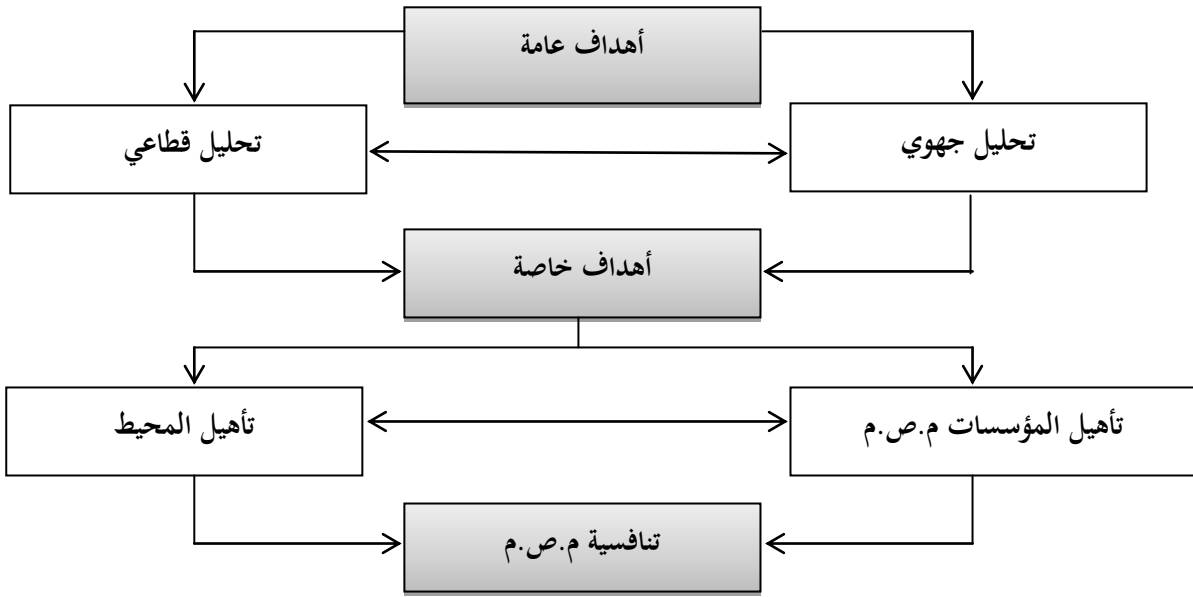 أهداف عامة
تحليل جهوي
تحليل قطاعي
أهداف خاصة
تأهيل المؤسسات م.ص.م
تأهيل المحيط
تنافسية م.ص.م